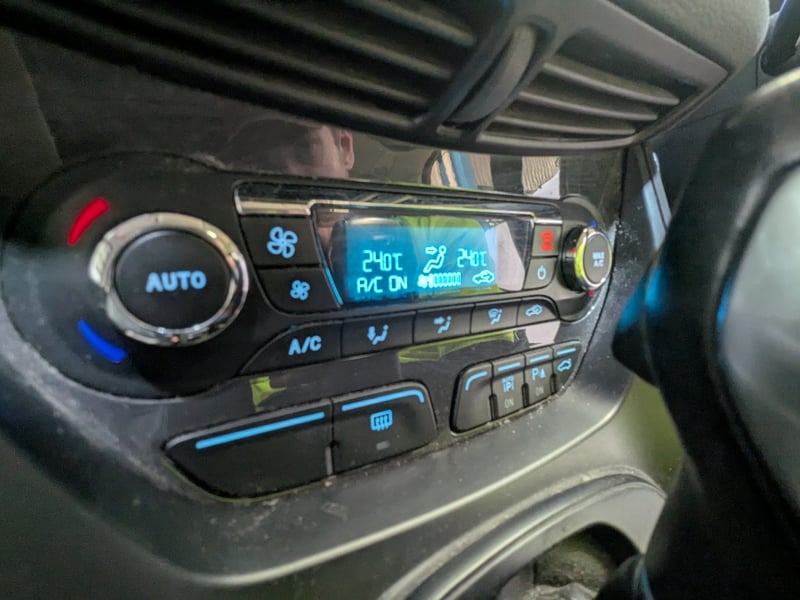 AUTO
24.0°C 24.0°C
A/C ON
MAX
A/C
A/C
P
ON
P
ON